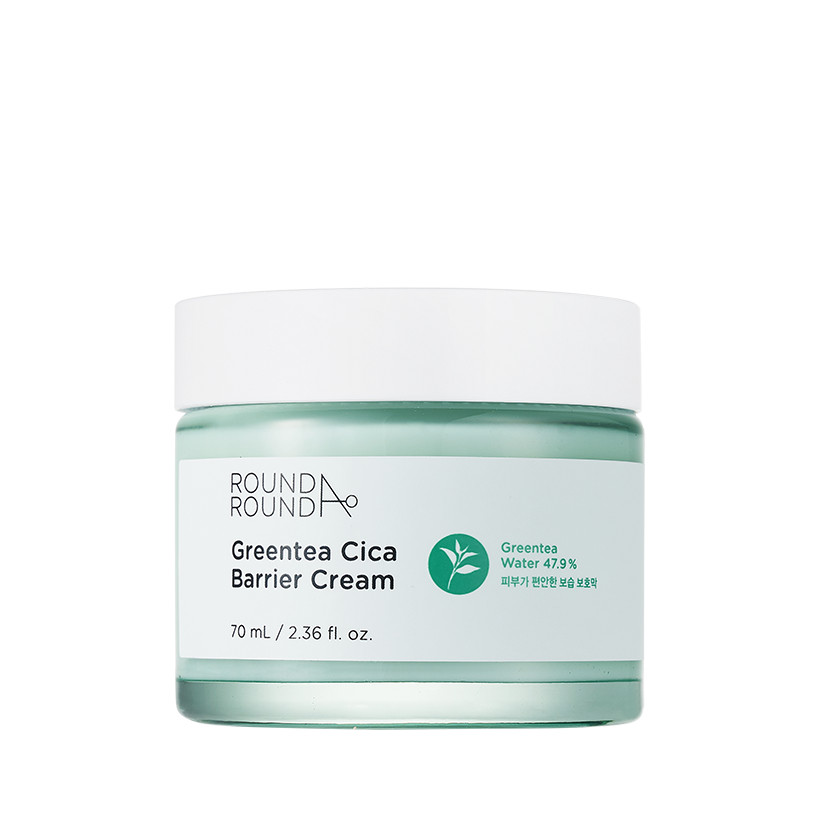 ROUND A
ROUND
Greentea Cica
Barrier Cream
70 mL / 2.36 fl. oz.
Greentea
Water 47.9 %
피부가 편안한 보습 보호막